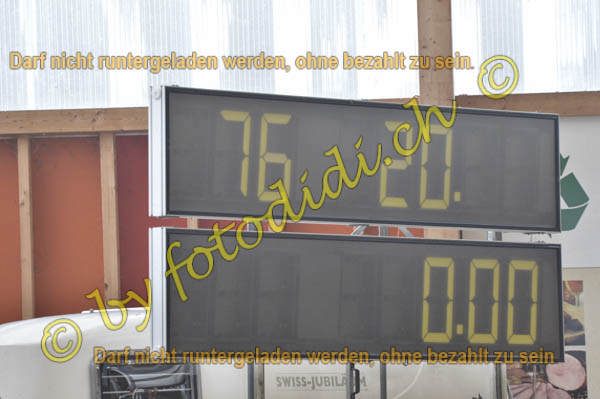 Darf nicht runtergeladen werden, ohne bezahlt zu sein.
76 20.
0.00
© by fotodidi.ch ©
Darf nicht runtergeladen werden, ohne bezahlt zu sein
SWISS-JUBILÄUM